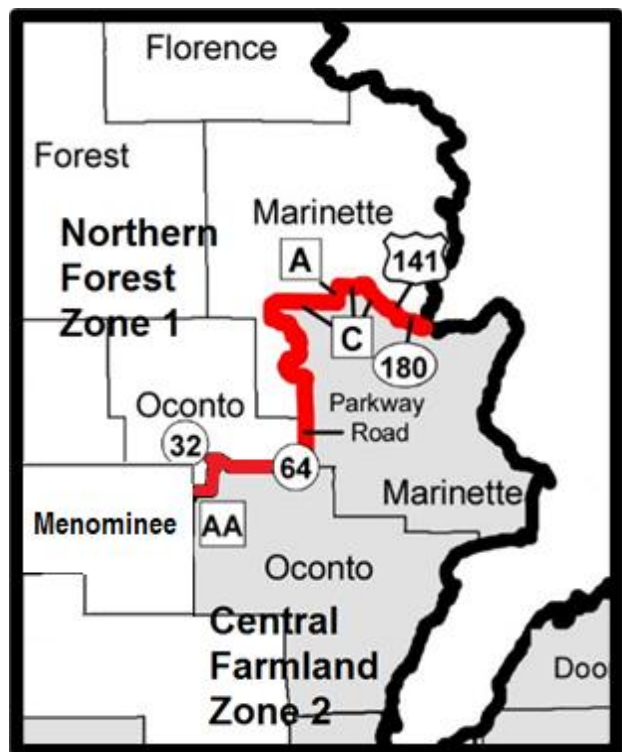 Florence
Forest
Marinette
Northern
Forest
Zone 1
A
141
C
180
Oconto
Parkway
Road
32
64
Marinette
Menominee
AA
Oconto
Central
Farmland
Zone 2
Doo